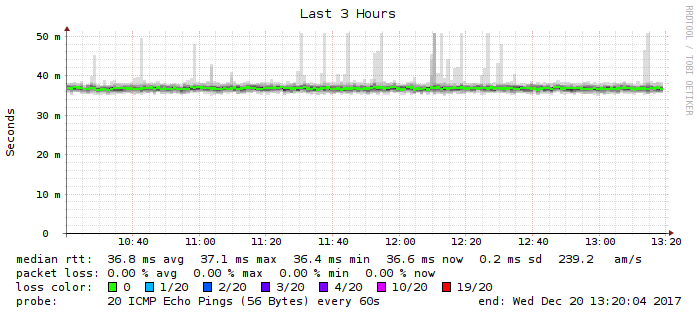 Last 3 Hours
RRDTOOL / TOBI OETIKER
Seconds
50 m
40 m
30 m
20 m
10 m
0
10:40 11:00 11:20 11:40 12:00 12:20 12:40 13:00 13:20
median rtt: 36.8 ms avg 37.1 ms max 36.4 ms min 36.6 ms now 0.2 ms sd 239.2 am/s
packet loss: 0.00 % avg 0.00 % max 0.00 % min 0.00 % now
loss color: 0 1/20 2/20 3/20 4/20 10/20 19/20
probe: 20 ICMP Echo Pings (56 Bytes) every 60s end: Wed Dec 20 13:20:04 2017